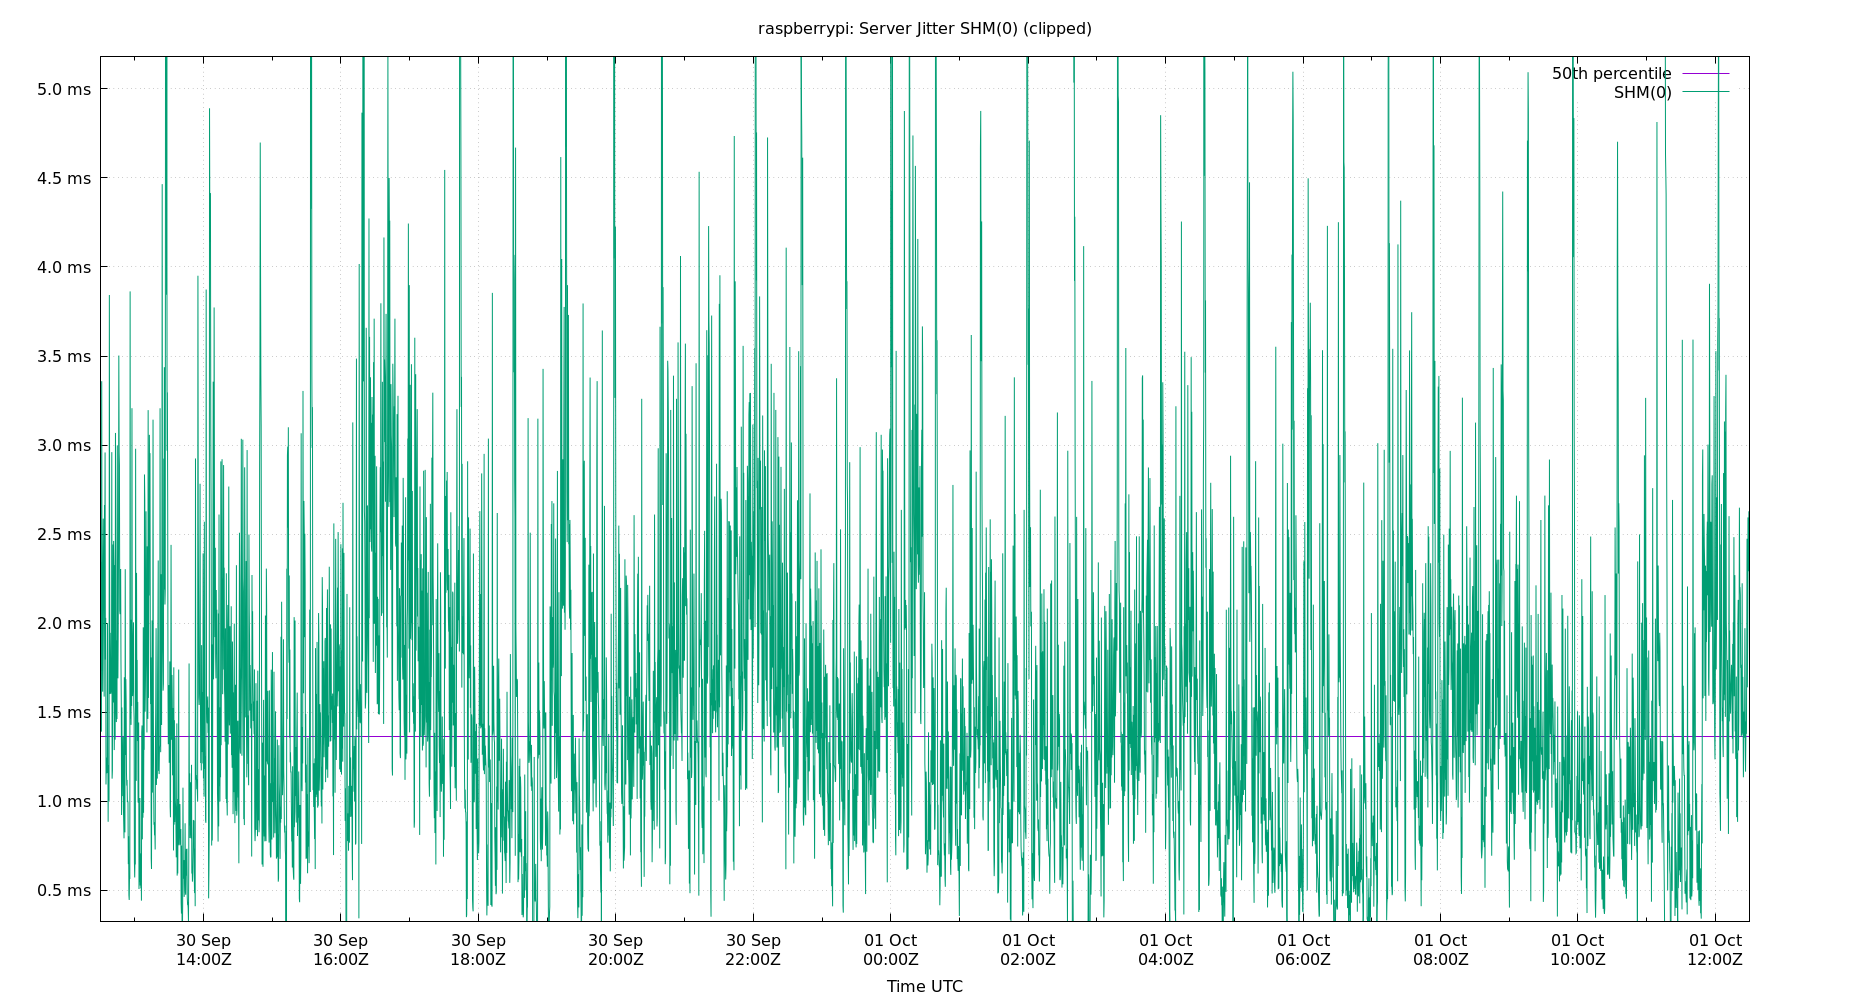 raspberrypi: Server Jitter SHM(0) (clipped)
50th percentile
SHM(0)
5.0 ms
4.5 ms
4.0 ms
3.5 ms
3.0 ms
2.5 ms
2.0 ms
1.5 ms
1.0 ms
0.5 ms
30 Sep 30 Sep 30 Sep 30 Sep 30 Sep 01 Oct 01 Oct 01 Oct 01 Oct 01 Oct 01 Oct 01 Oct
14:00Z 16:00Z 18:00Z 20:00Z 22:00Z 00:00Z 02:00Z 04:00Z 06:00Z 08:00Z 10:00Z 12:00Z
Time UTC